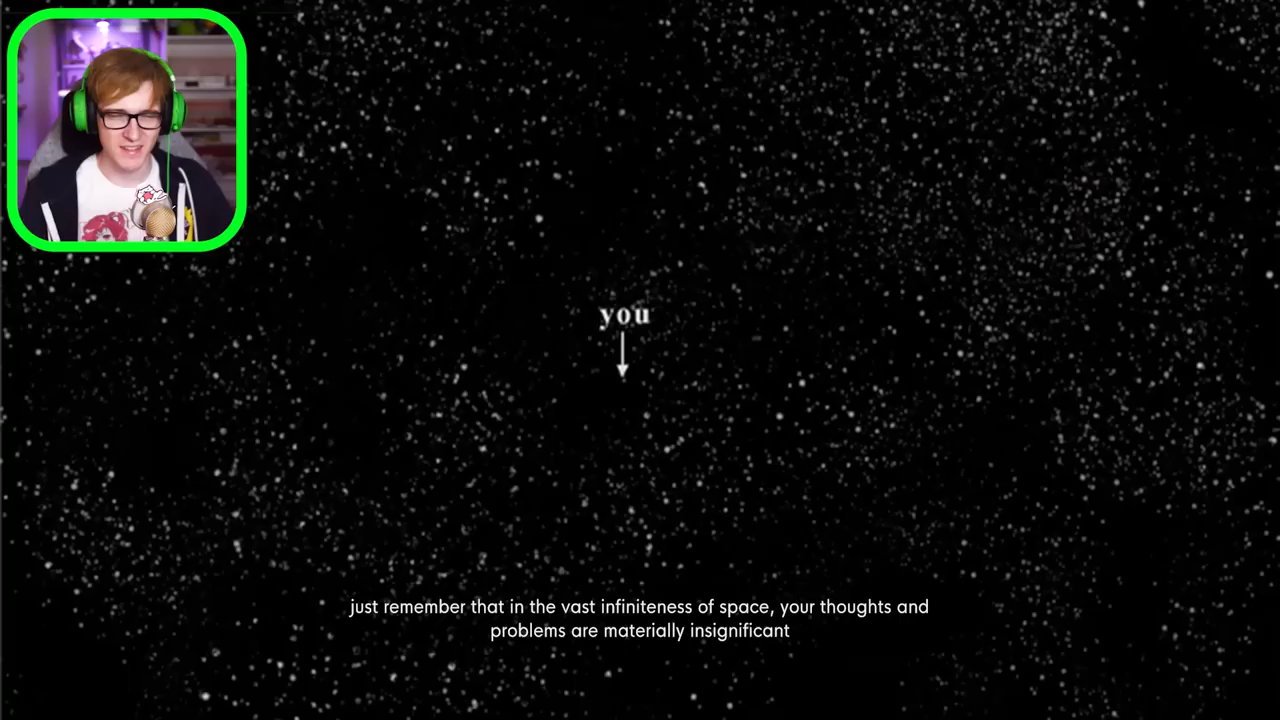 you
just remember that in the vast infiniteness of space, your thoughts and
problems are materially insignificant